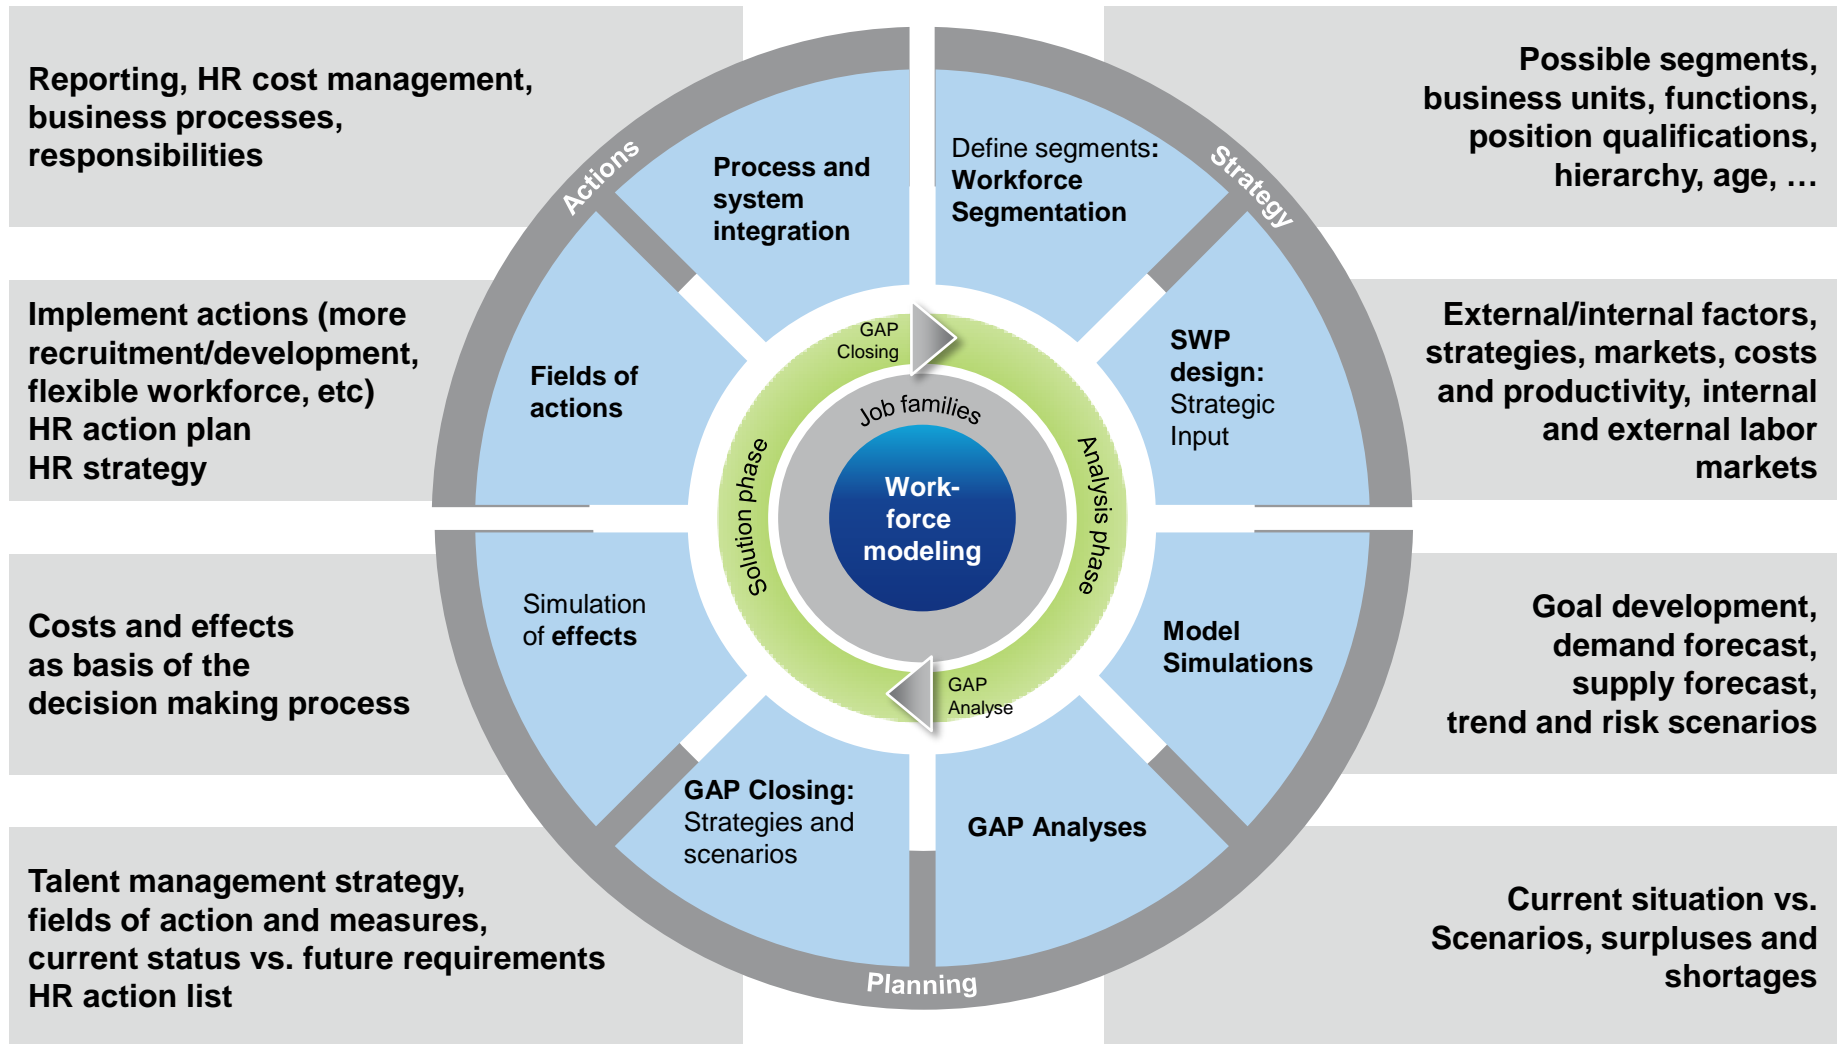 Reporting, HR cost management,
business processes,
responsibilities
Implement actions (more
recruitment/development,
flexible workforce, etc)
HR action plan
HR strategy
Costs and effects
as basis of the
decision making process
Talent management strategy,
fields of action and measures,
current status vs. future requirements
HR action list
Actions
Strategy
Planning
Process and
system
integration
Define segments:
Workforce
Segmentation
Fields of
actions
SWP
design:
Strategic
Input
Simulation
of effects
Model
Simulations
GAP Closing:
Strategies and
scenarios
GAP Analyses
GAP
Closing
Job families
Solution phase
Analysis phase
Work-
force
modeling
GAP
Analyse
Possible segments,
business units, functions,
position qualifications,
hierarchy, age, …
External/internal factors,
strategies, markets, costs
and productivity, internal
and external labor
markets
Goal development,
demand forecast,
supply forecast,
trend and risk scenarios
Current situation vs.
Scenarios, surpluses and
shortages